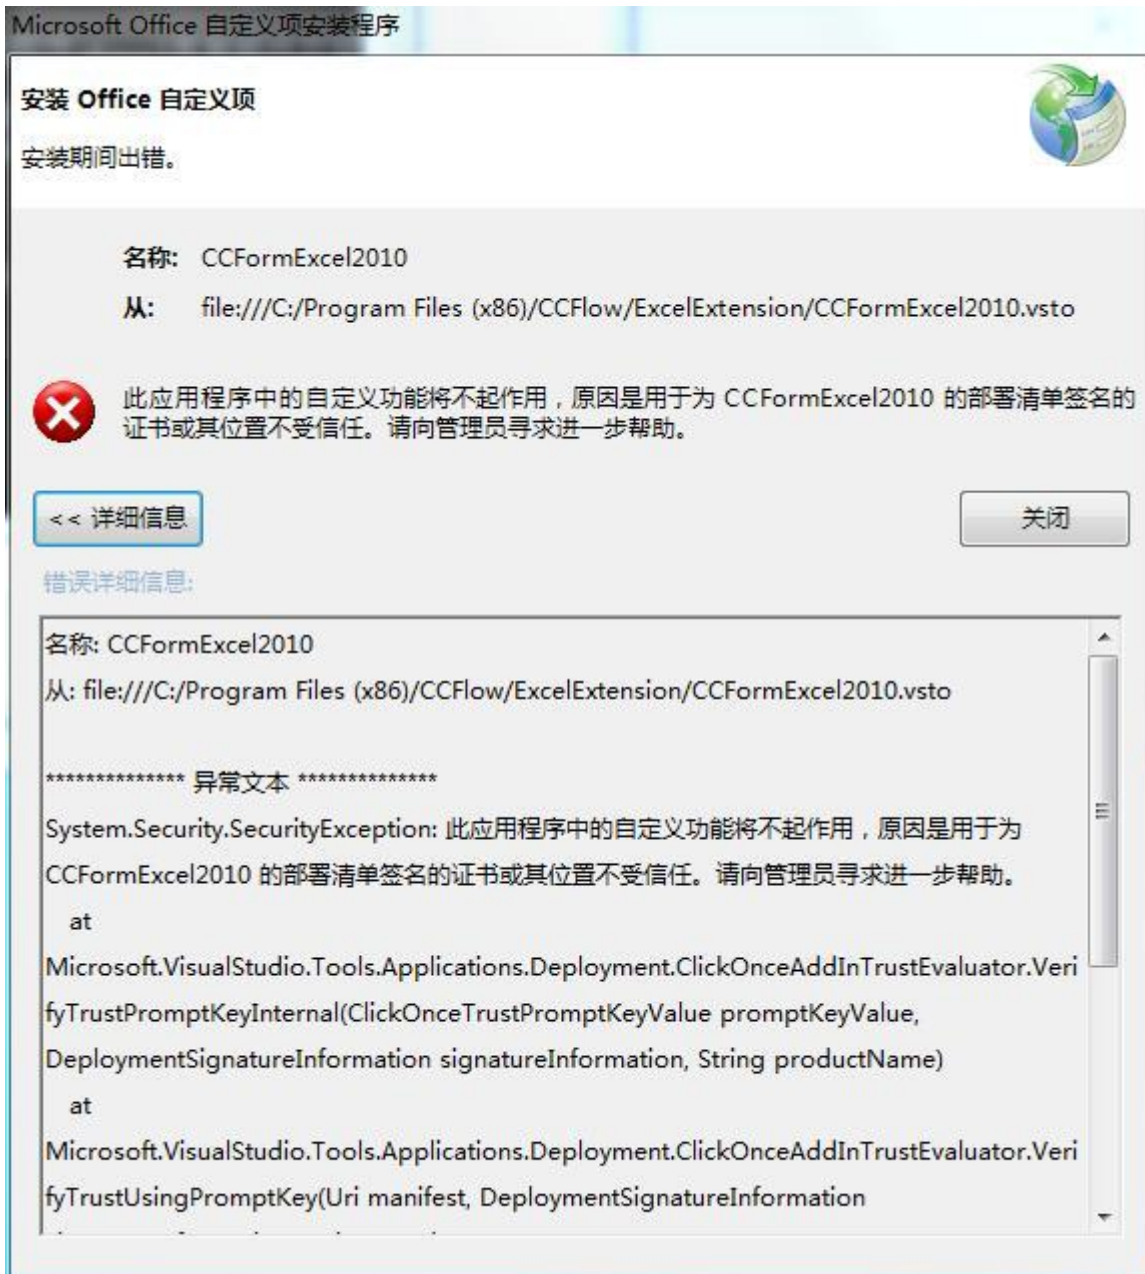 Microsoft Office 自定义项安装程序
安装 Office 自定义项
安装期间出错。
名称: CCFormExcel2010
从: file:///C:/Program Files (x86)/CCFlow/ExcelExtension/CCFormExcel2010.vsto
此应用程序中的自定义功能将不起作用，原因是用于为 CCFormExcel2010 的部署清单签名的
证书或其位置不受信任。请向管理员寻求进一步帮助。
<< 详细信息
关闭
错误详细信息:
名称: CCFormExcel2010
从: file:///C:/Program Files (x86)/CCFlow/ExcelExtension/CCFormExcel2010.vsto
************** 异常文本 **************
System.Security.SecurityException: 此应用程序中的自定义功能将不起作用，原因是用于为
CCFormExcel2010 的部署清单签名的证书或其位置不受信任。请向管理员寻求进一步帮助。
at
Microsoft.VisualStudio.Tools.Applications.Deployment.ClickOnceAddInTrustEvaluator.Veri
fyTrustPromptKeyInternal(ClickOnceTrustPromptKeyValue promptKeyValue,
DeploymentSignatureInformation signatureInformation, String productName)
at
Microsoft.VisualStudio.Tools.Applications.Deployment.ClickOnceAddInTrustEvaluator.Veri
fyTrustUsingPromptKey(Uri manifest, DeploymentSignatureInformation